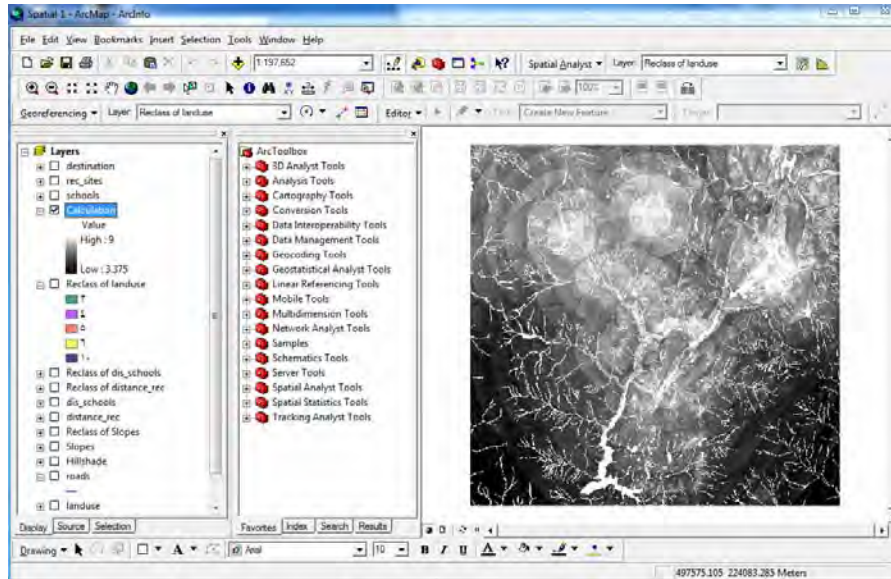 Spatial 1 - ArcMap - ArcInfo
File Edit View Bookmarks Insert Selection Tools Window Help
1:197,652 Spatial Analyst Layer: Reclass of landuse
100%
Georeferencing Layer: Reclass of landuse Editor Create New Feature
Layers
destination
rec_sites
schools
Calculation
Value
High : 9
Low : 3.375
Reclass of landuse
٣
٤
٥
٦
١٠
Reclass of dis_schools
Reclass of distance_rec
dis_schools
distance_rec
Reclass of Slopes
Slopes
Hillshade
roads
landuse
Display Source Selection
ArcToolbox
3D Analyst Tools
Analysis Tools
Cartography Tools
Conversion Tools
Data Interoperability Tools
Data Management Tools
Geocoding Tools
Geostatistical Analyst Tools
Linear Referencing Tools
Mobile Tools
Multidimension Tools
Network Analyst Tools
Samples
Schematics Tools
Server Tools
Spatial Analyst Tools
Spatial Statistics Tools
Tracking Analyst Tools
Favorites Index Search Results
Drawing A Arial 10 B I U A
497575.105 224083.285 Meters